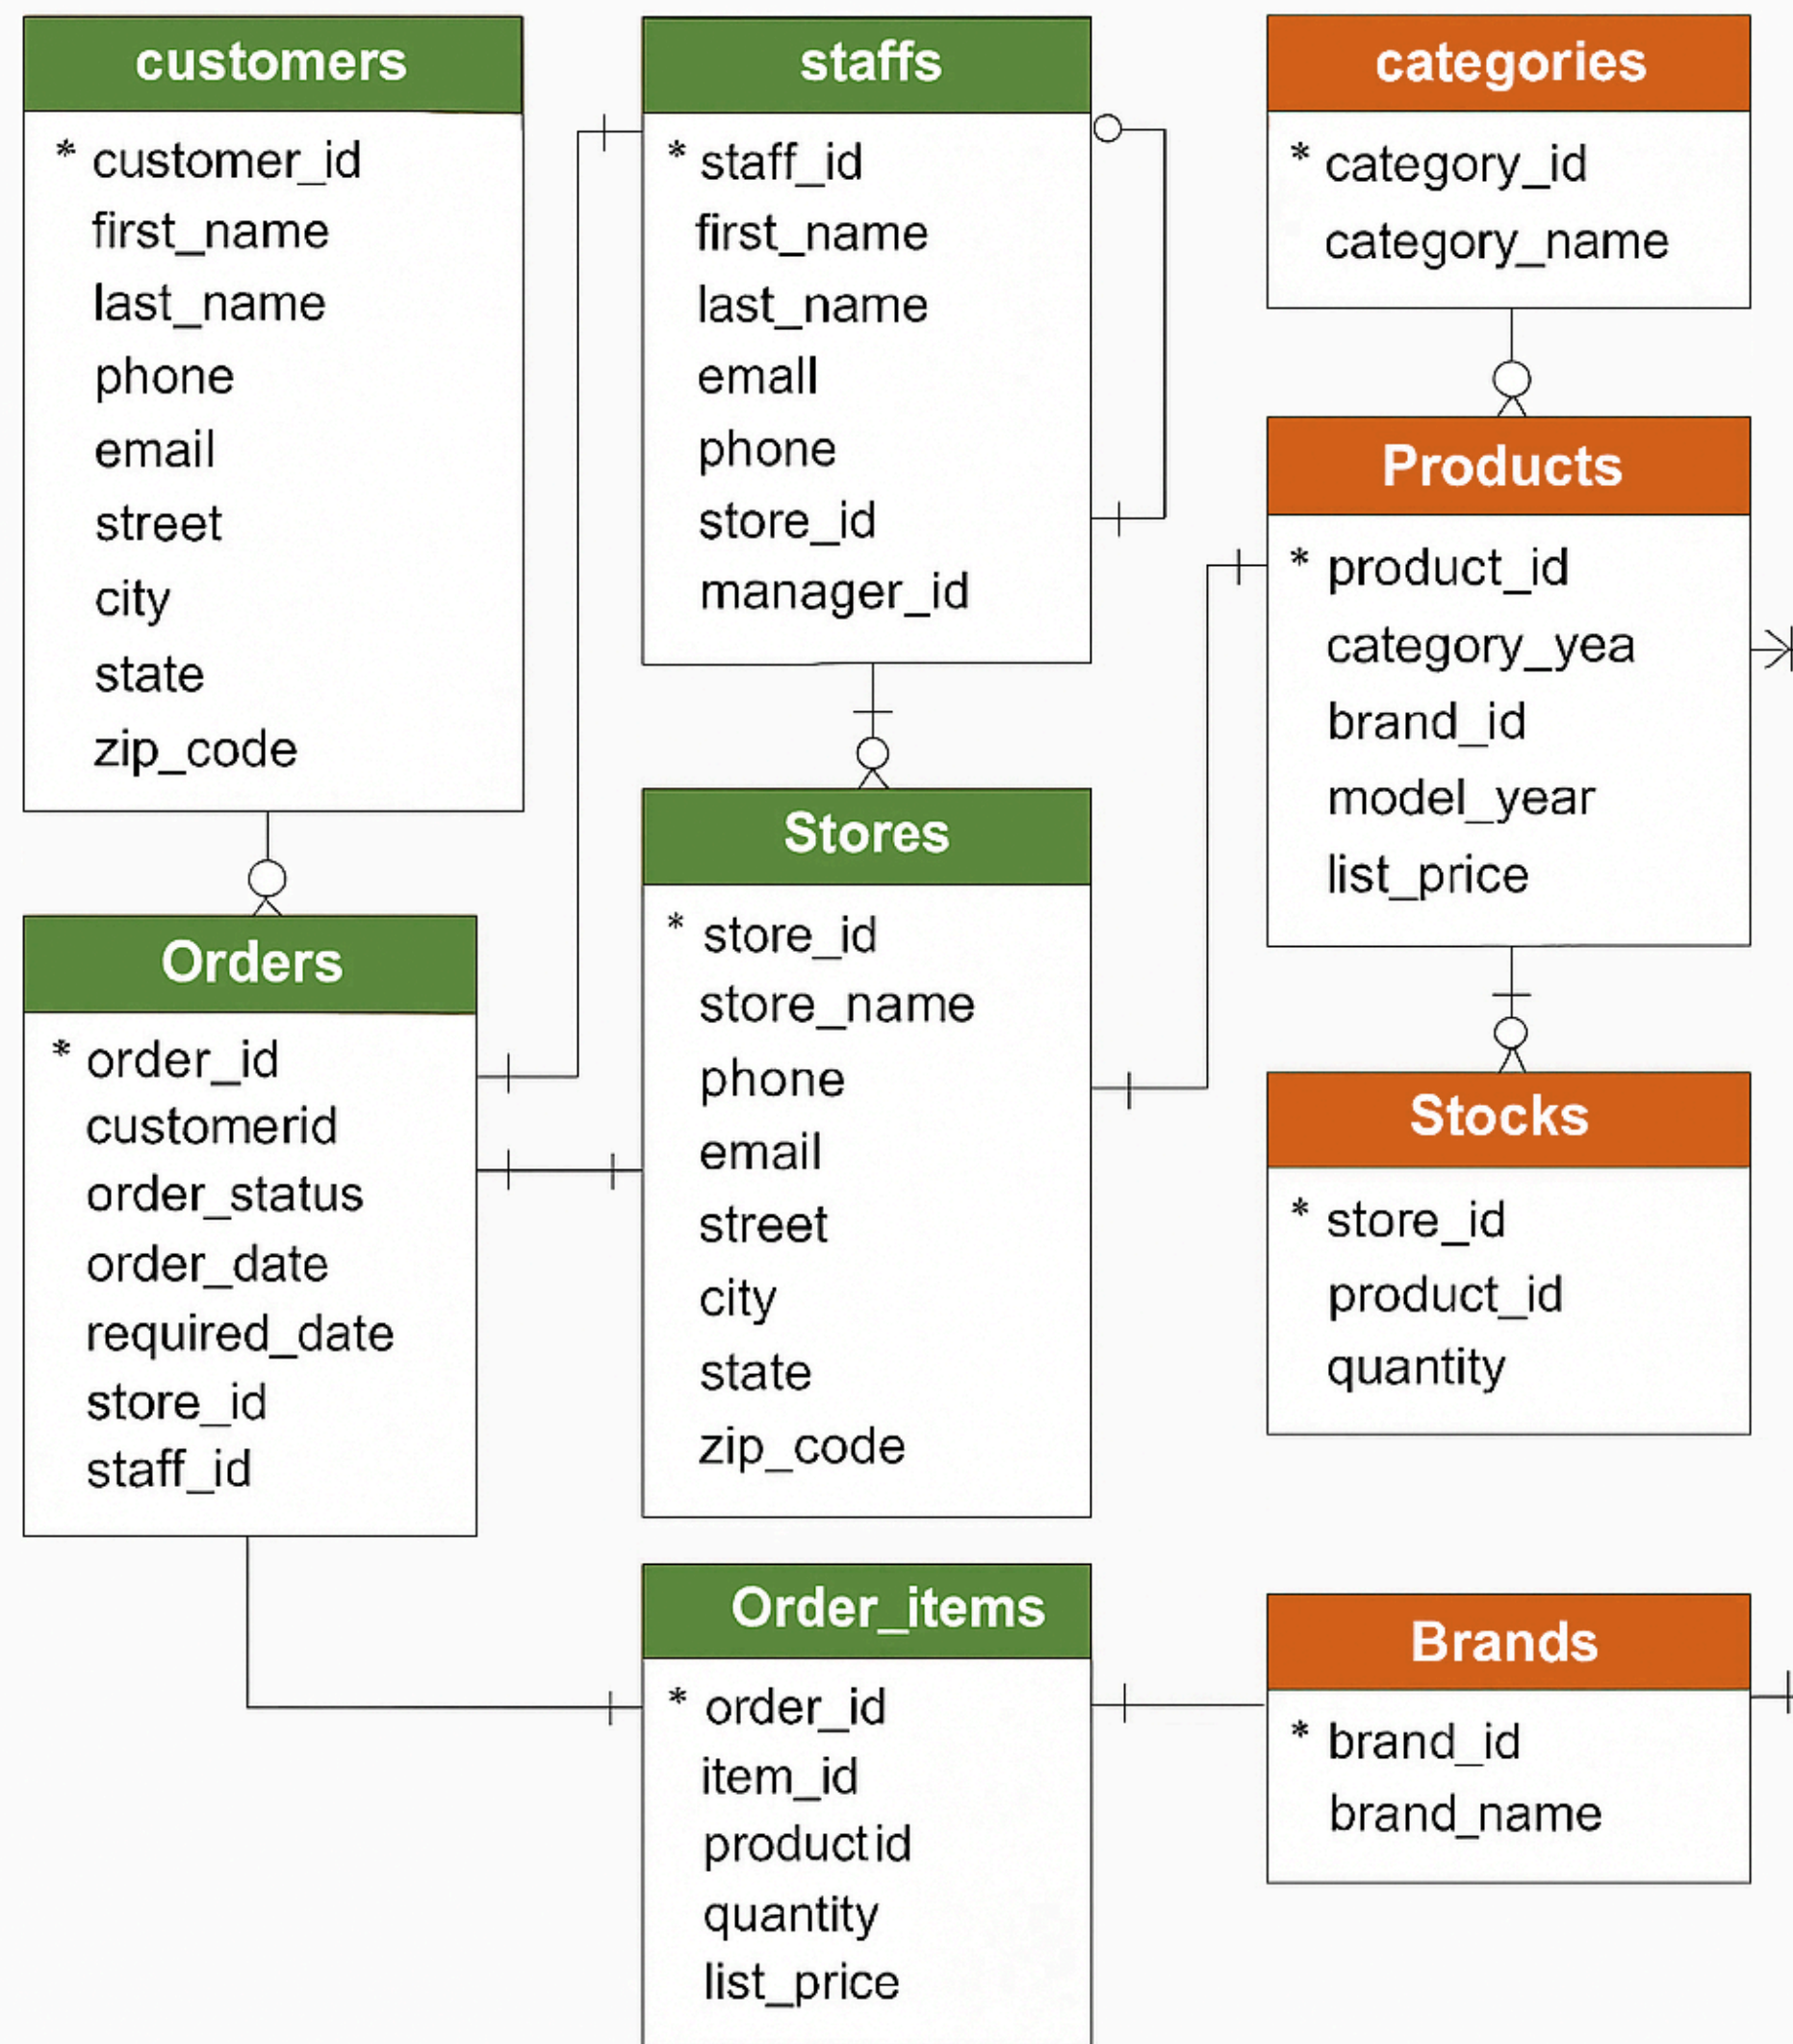 customers
* customer_id
first_name
last_name
phone
email
street
city
state
zip_code
staffs
* staff_id
first_name
last_name
emall
phone
store_id
manager_id
categories
* category_id
category_name
Products
* product_id
category_yea
brand_id
model_year
list_price
Orders
* order_id
customerid
order_status
order_date
required_date
store_id
staff_id
Stores
* store_id
store_name
phone
email
street
city
state
zip_code
Stocks
* store_id
product_id
quantity
Order_items
* order_id
item_id
productid
quantity
list_price
Brands
* brand_id
brand_name